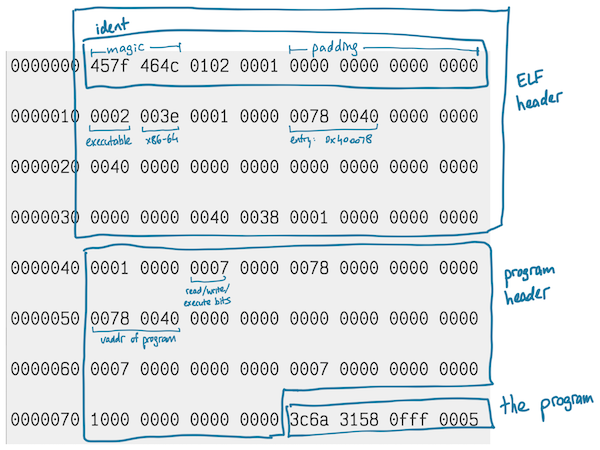 ident
magic
padding
0000000 457f 464c 0102 0001 0000 0000 0000 0000
ELF
header
0000010 0002 003e 0001 0000 0078 0040 0000 0000
executable x86-64 entry: 0x400078
0000020 0040 0000 0000 0000 0000 0000 0000 0000
0000030 0000 0000 0040 0038 0001 0000 0000 0000
0000040 0001 0000 0007 0000 0078 0000 0000 0000
program
header
read/write/
execute bits
0000050 0078 0040 0000 0000 0000 0000 0000 0000
vaddr of program
0000060 0007 0000 0000 0000 0007 0000 0000 0000
the program
0000070 1000 0000 0000 0000 3c6a 3158 0fff 0005